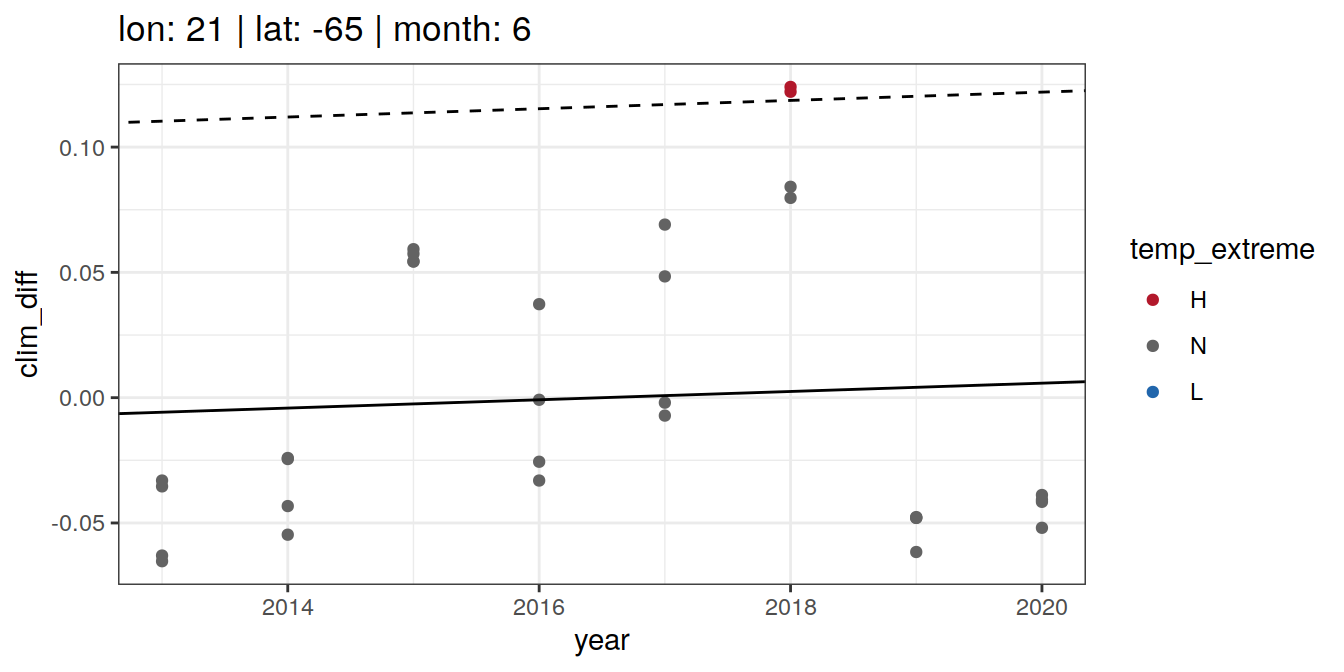 lon: 21 | lat: -65 | month: 6
clim_diff
0.10
0.05
0.00
-0.05
2014
2016
2018
2020
year
temp_extreme
H
N
L